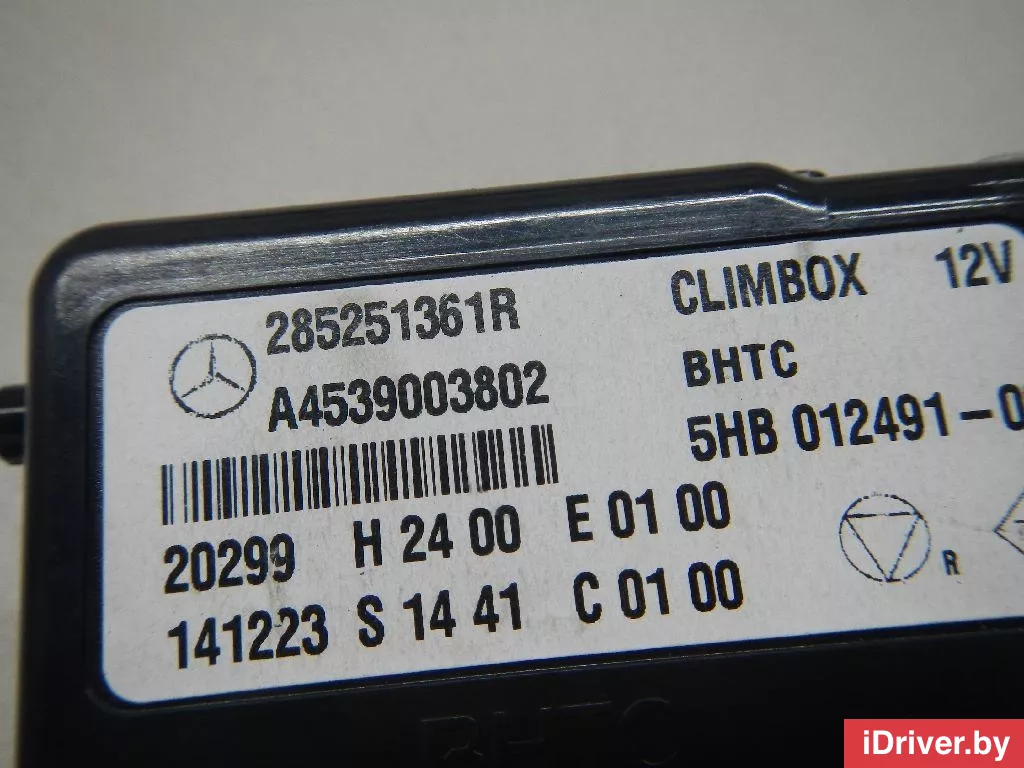 285251361R
A4539003802
CLIMBOX 12V
BHTC
5HB 012491-0
20299 H 24 00 E 01 00
141223 S 14 41 C 01 00
R
BHTC
iDriver.by